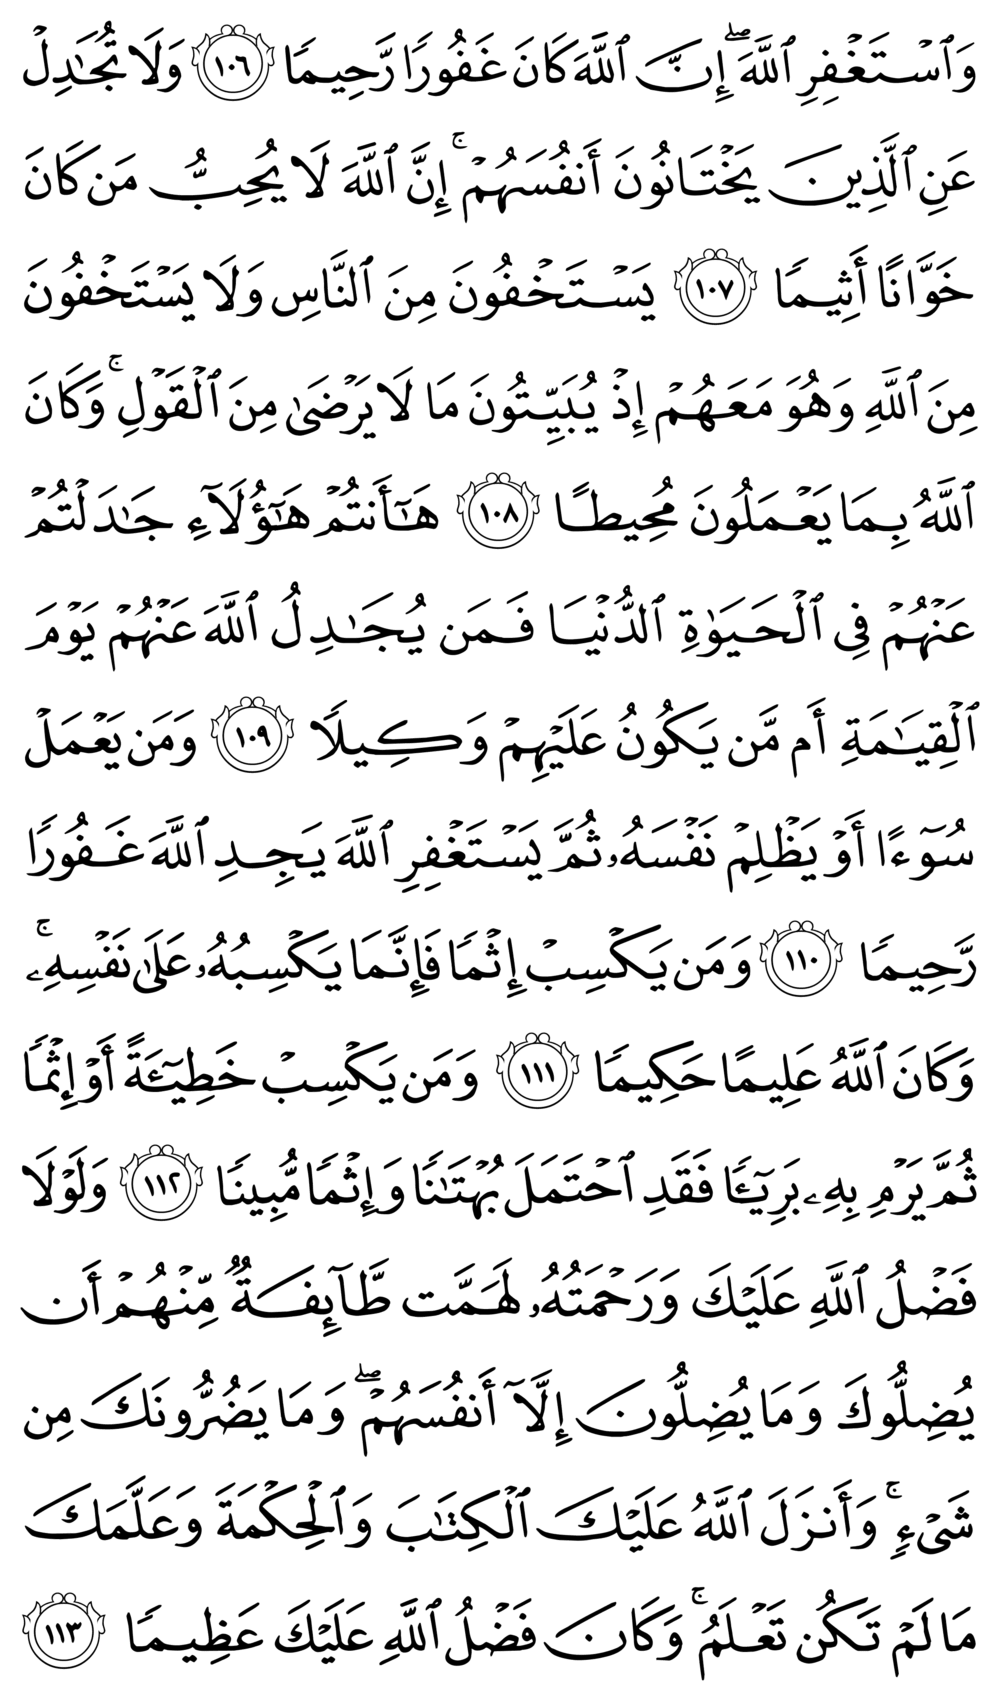 وَٱسۡتَغۡفِرِ ٱللَّهَۖ إِنَّ ٱللَّهَ كَانَ غَفُورٗا رَّحِيمٗا ١٠٦ وَلَا تُجَٰدِلۡ
عَنِ ٱلَّذِينَ يَخۡتَانُونَ أَنفُسَهُمۡۚ إِنَّ ٱللَّهَ لَا يُحِبُّ مَن كَانَ
خَوَّانًا أَثِيمٗا ١٠٧ يَسۡتَخۡفُونَ مِنَ ٱلنَّاسِ وَلَا يَسۡتَخۡفُونَ
مِنَ ٱللَّهِ وَهُوَ مَعَهُمۡ إِذۡ يُبَيِّتُونَ مَا لَا يَرۡضَىٰ مِنَ ٱلۡقَوۡلِۚ وَكَانَ
ٱللَّهُ بِمَا يَعۡمَلُونَ مُحِيطًا ١٠٨ هَٰٓأَنتُمۡ هَٰٓؤُلَآءِ جَٰدَلۡتُمۡ
عَنۡهُمۡ فِي ٱلۡحَيَوٰةِ ٱلدُّنۡيَا فَمَن يُجَٰدِلُ ٱللَّهَ عَنۡهُمۡ يَوۡمَ
ٱلۡقِيَٰمَةِ أَم مَّن يَكُونُ عَلَيۡهِمۡ وَكِيلٗا ١٠٩ وَمَن يَعۡمَلۡ
سُوٓءًا أَوۡ يَظۡلِمۡ نَفۡسَهُۥ ثُمَّ يَسۡتَغۡفِرِ ٱللَّهَ يَجِدِ ٱللَّهَ غَفُورٗا
رَّحِيمٗا ١١٠ وَمَن يَكۡسِبۡ إِثۡمٗا فَإِنَّمَا يَكۡسِبُهُۥ عَلَىٰ نَفۡسِهِۦۚ
وَكَانَ ٱللَّهُ عَلِيمًا حَكِيمٗا ١١١ وَمَن يَكۡسِبۡ خَطِيٓـَٔةً أَوۡ إِثۡمٗا
ثُمَّ يَرۡمِ بِهِۦ بَرِيٓـٔٗا فَقَدِ ٱحۡتَمَلَ بُهۡتَٰنٗا وَإِثۡمٗا مُّبِينٗا ١١٢ وَلَوۡلَا
فَضۡلُ ٱللَّهِ عَلَيۡكَ وَرَحۡمَتُهُۥ لَهَمَّت طَّآئِفَةٞ مِّنۡهُمۡ أَن
يُضِلُّوكَ وَمَا يُضِلُّونَ إِلَّآ أَنفُسَهُمۡۖ وَمَا يَضُرُّونَكَ مِن
شَيۡءٖۚ وَأَنزَلَ ٱللَّهُ عَلَيۡكَ ٱلۡكِتَٰبَ وَٱلۡحِكۡمَةَ وَعَلَّمَكَ
مَا لَمۡ تَكُن تَعۡلَمُۚ وَكَانَ فَضۡلُ ٱللَّهِ عَلَيۡكَ عَظِيمٗا ١١٣